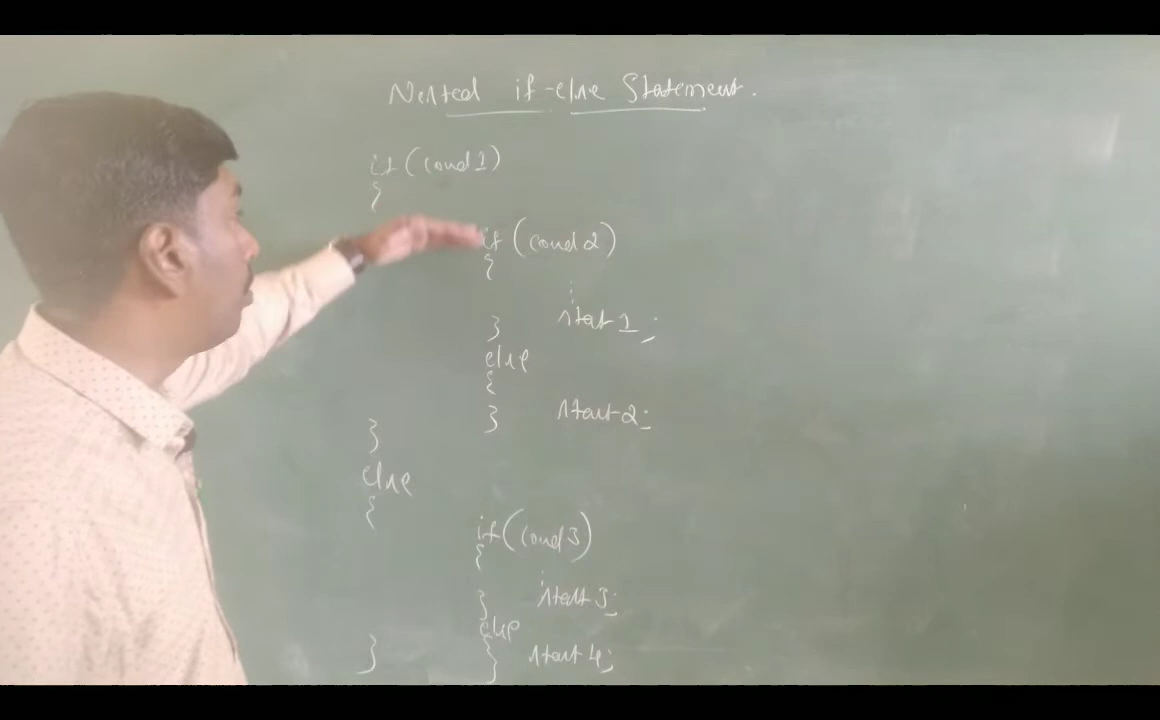 Nested if-else Statement.
if (cond 1)
{
if (cond 2)
{
stat 1;
}
else
{
stat 2;
}
}
else
{
if (cond 3)
{
stat 3;
}
else
{
stat 4;
}
}